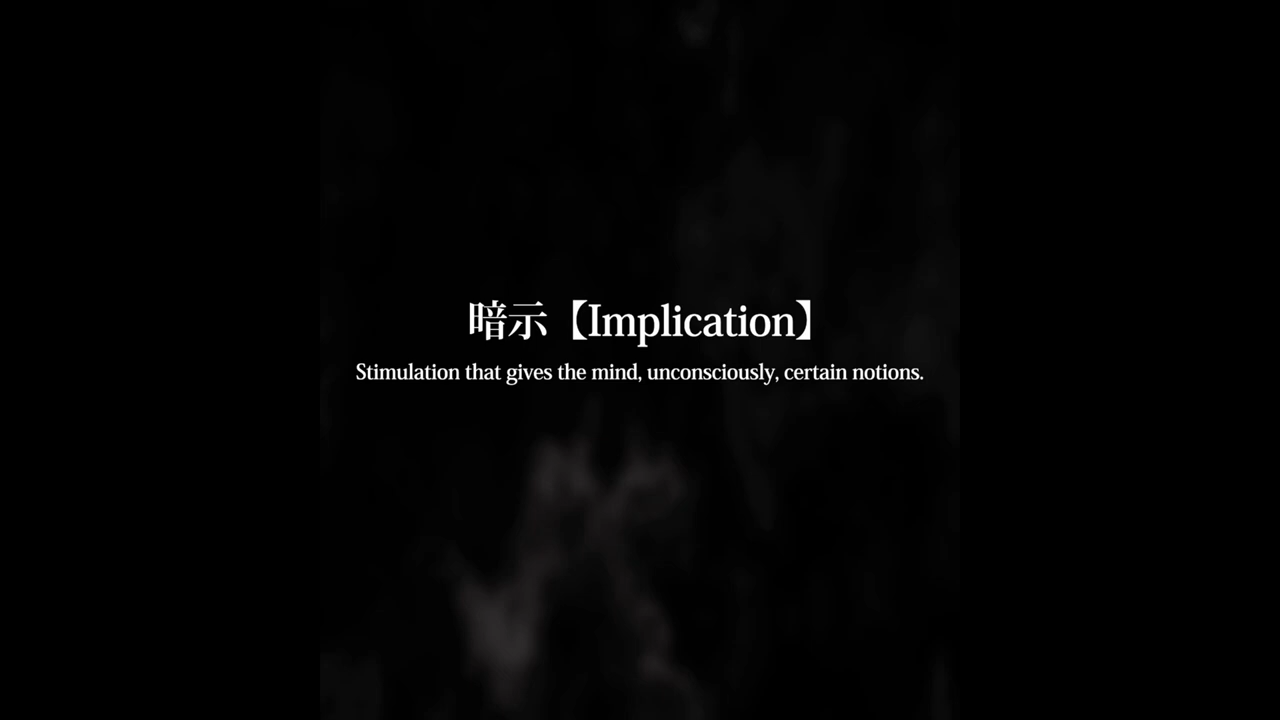 暗示【Implication】
Stimulation that gives the mind, unconsciously, certain notions.